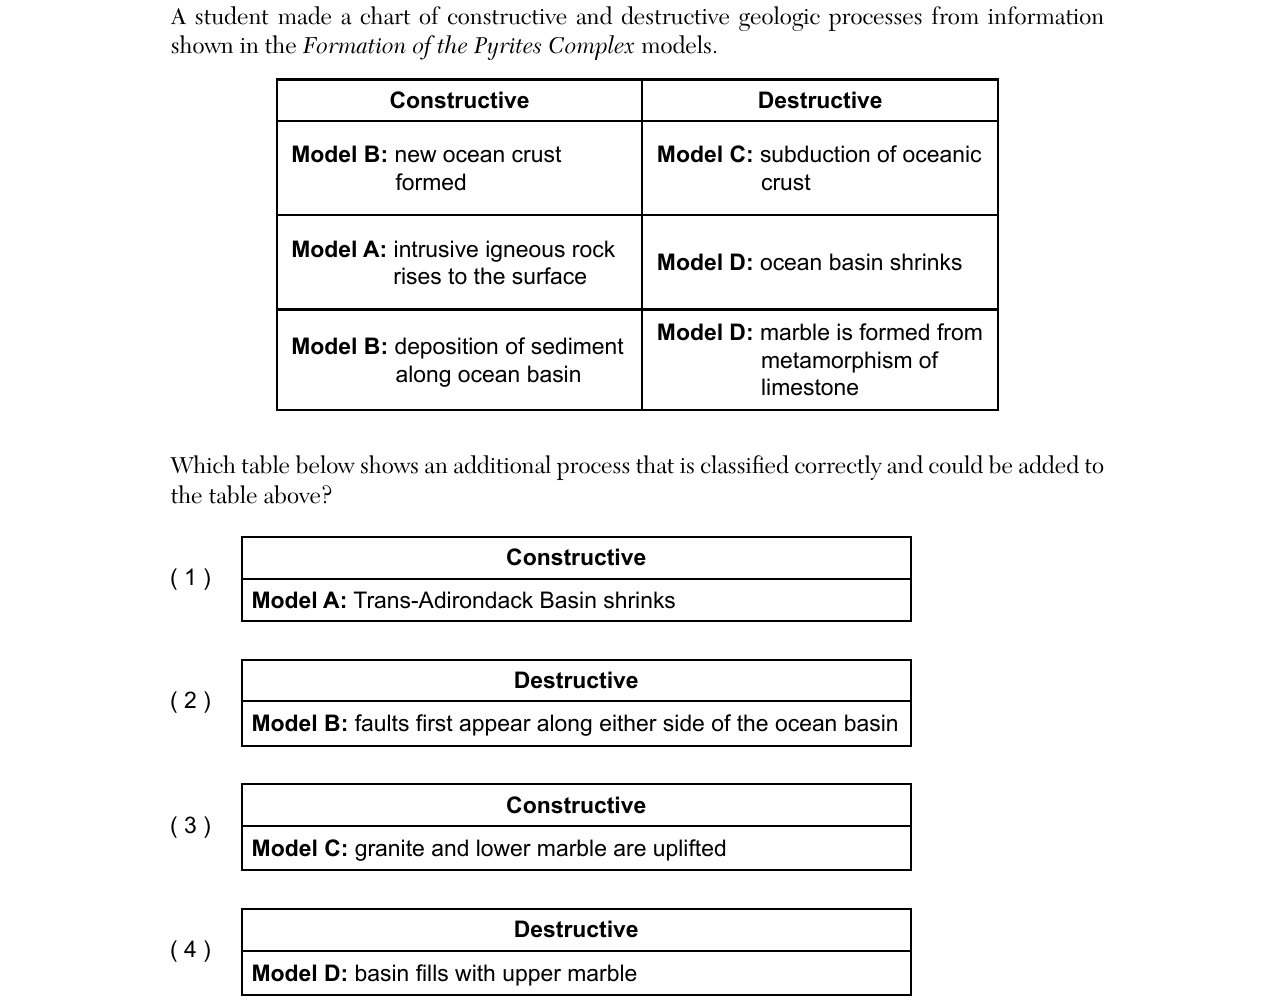 A student made a chart of constructive and destructive geologic processes from information
shown in the Formation of the Pyrites Complex models.
Constructive
Destructive
Model B: new ocean crust
formed
Model C: subduction of oceanic
crust
Model A: intrusive igneous rock
rises to the surface
Model D: ocean basin shrinks
Model B: deposition of sediment
along ocean basin
Model D: marble is formed from
metamorphism of
limestone
Which table below shows an additional process that is classified correctly and could be added to
the table above?
( 1 )
Constructive
Model A: Trans-Adirondack Basin shrinks
( 2 )
Destructive
Model B: faults first appear along either side of the ocean basin
( 3 )
Constructive
Model C: granite and lower marble are uplifted
( 4 )
Destructive
Model D: basin fills with upper marble